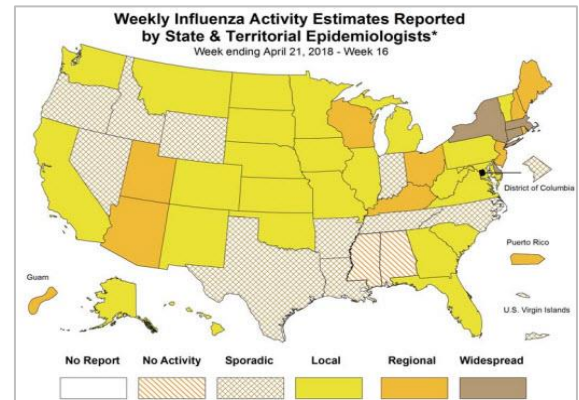 Weekly Influenza Activity Estimates Reported
by State & Territorial Epidemiologists*
Week ending April 21, 2018 - Week 16
District of Columbia
Puerto Rico
Guam
U.S. Virgin Islands
No Report No Activity Sporadic Local Regional Widespread